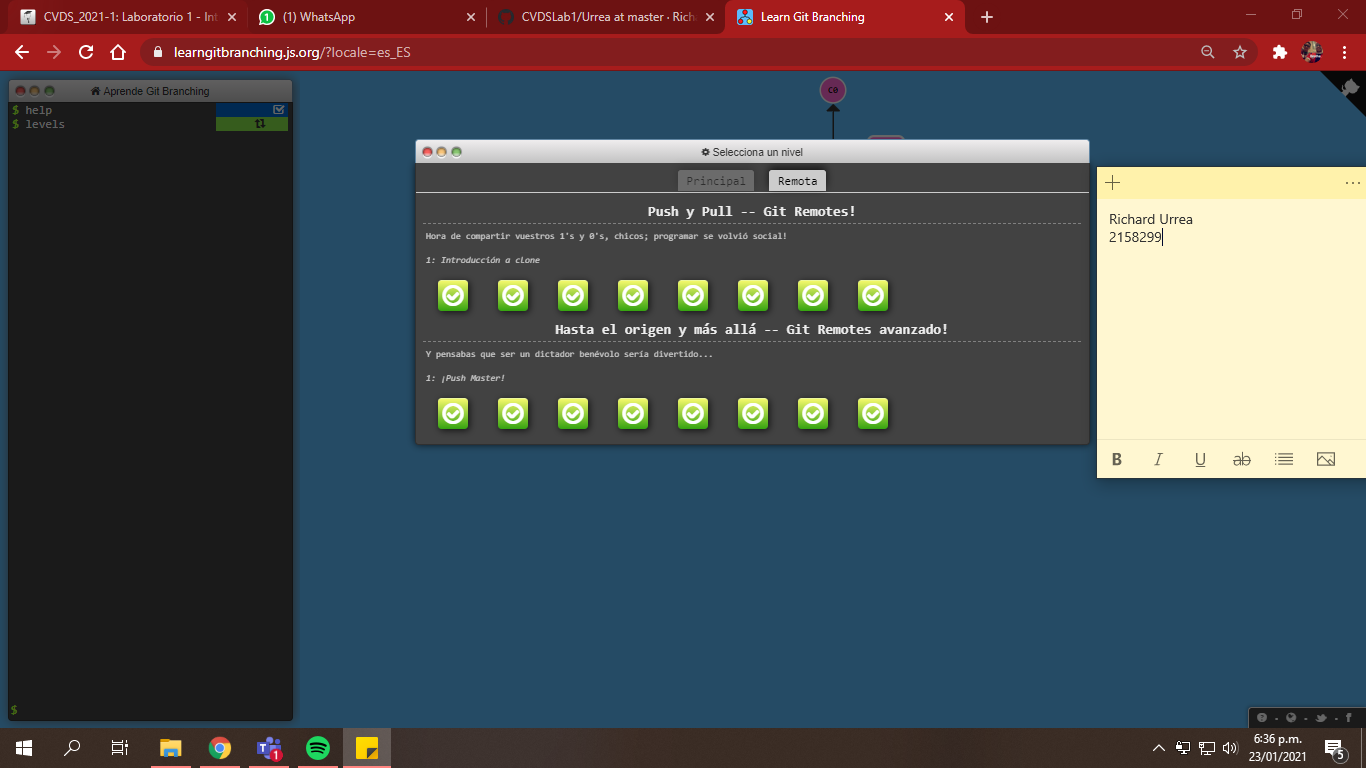 CVDS_2021-1: Laboratorio 1 - Int
(1) WhatsApp
CVDSLab1/Urrea at master · Rich
Learn Git Branching
learngitbranching.js.org/?locale=es_ES
Aprende Git Branching
$ help
$ levels
$
C0
Selecciona un nivel
Principal
Remota
Push y Pull -- Git Remotes!
Hora de compartir vuestros 1's y 0's, chicos; programar se volvió social!
1: Introducción a clone
Hasta el origen y más allá -- Git Remotes avanzado!
Y pensabas que ser un dictador benévolo sería divertido...
1: ¡Push Master!
Richard Urrea
2158299
B I U ab
6:36 p.m.
23/01/2021
1
5